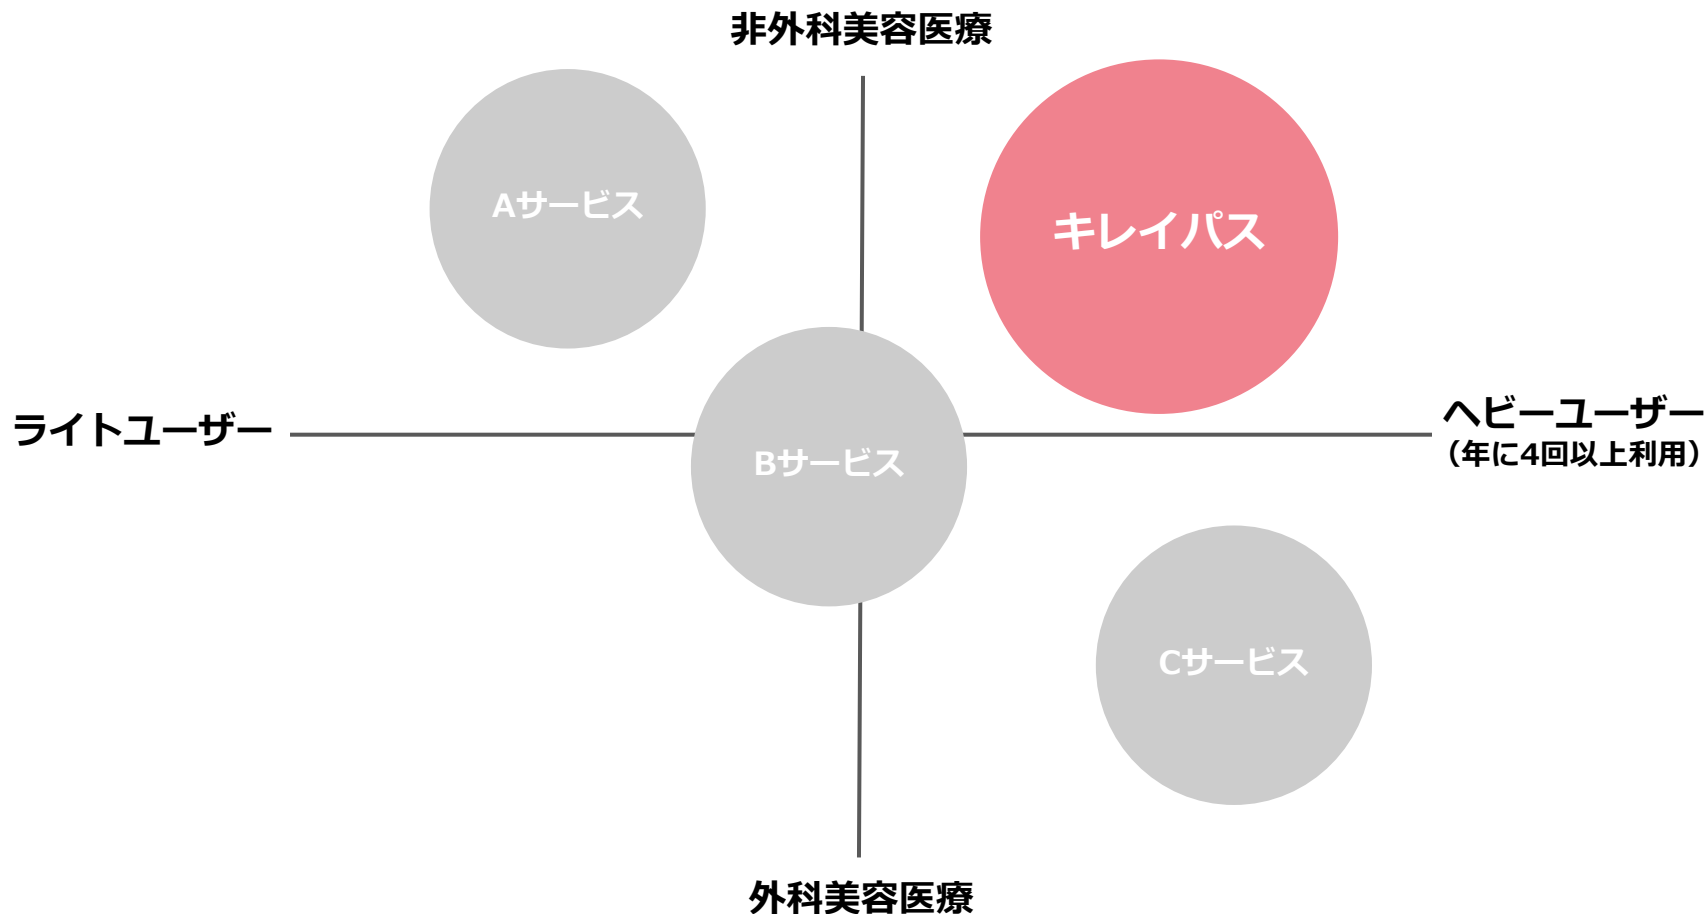 非外科美容医療
Aサービス
キレイパス
ライトユーザー
ヘビーユーザー
（年に4回以上利用）
Bサービス
Cサービス
外科美容医療